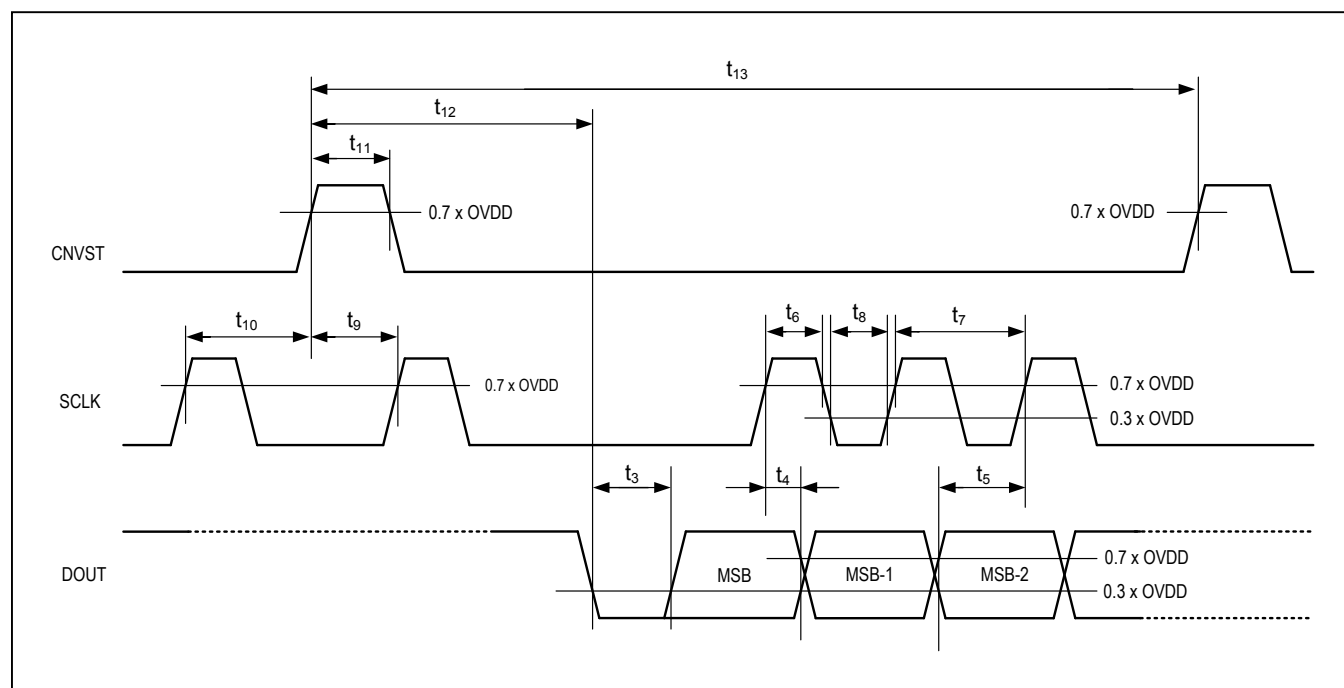 t13
t12
t11
0.7 x OVDD
0.7 x OVDD
CNVST
t10
t9
t6
t8
t7
0.7 x OVDD
0.7 x OVDD
SCLK
0.3 x OVDD
t3
t4
t5
0.7 x OVDD
DOUT
MSB
MSB-1
MSB-2
0.3 x OVDD